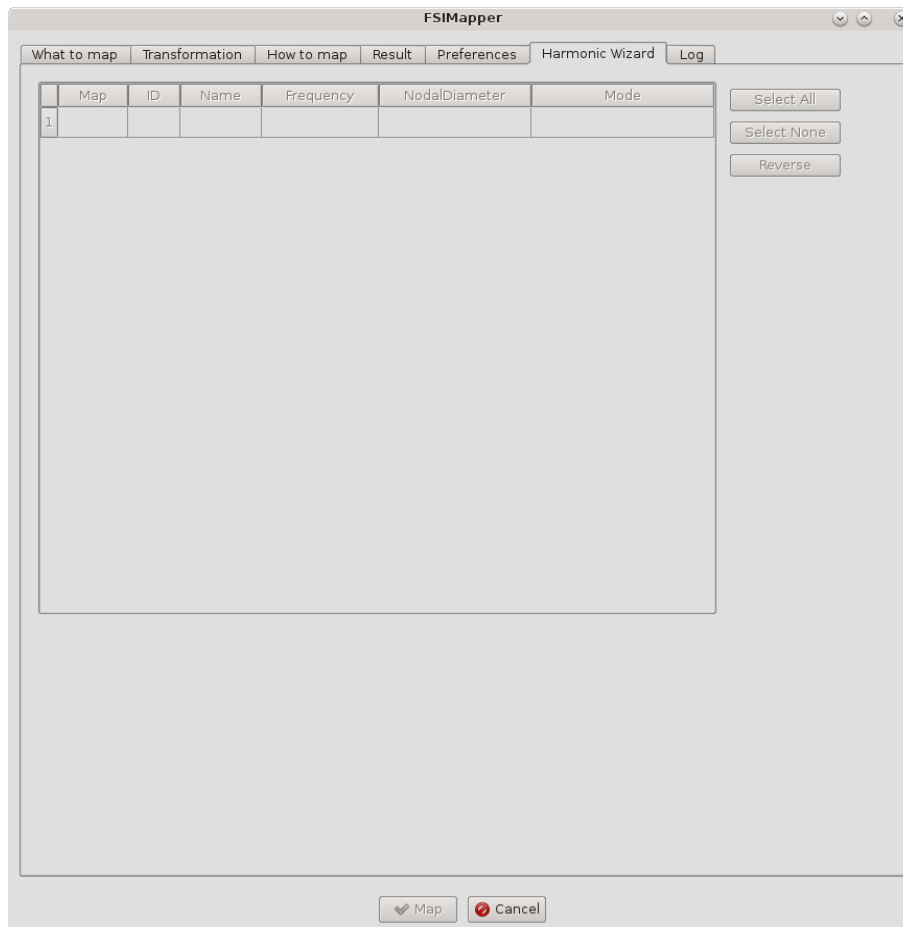 FSIMapper
What to map Transformation How to map Result Preferences Harmonic Wizard Log
Map ID Name Frequency NodalDiameter Mode
1
Select All
Select None
Reverse
Map Cancel